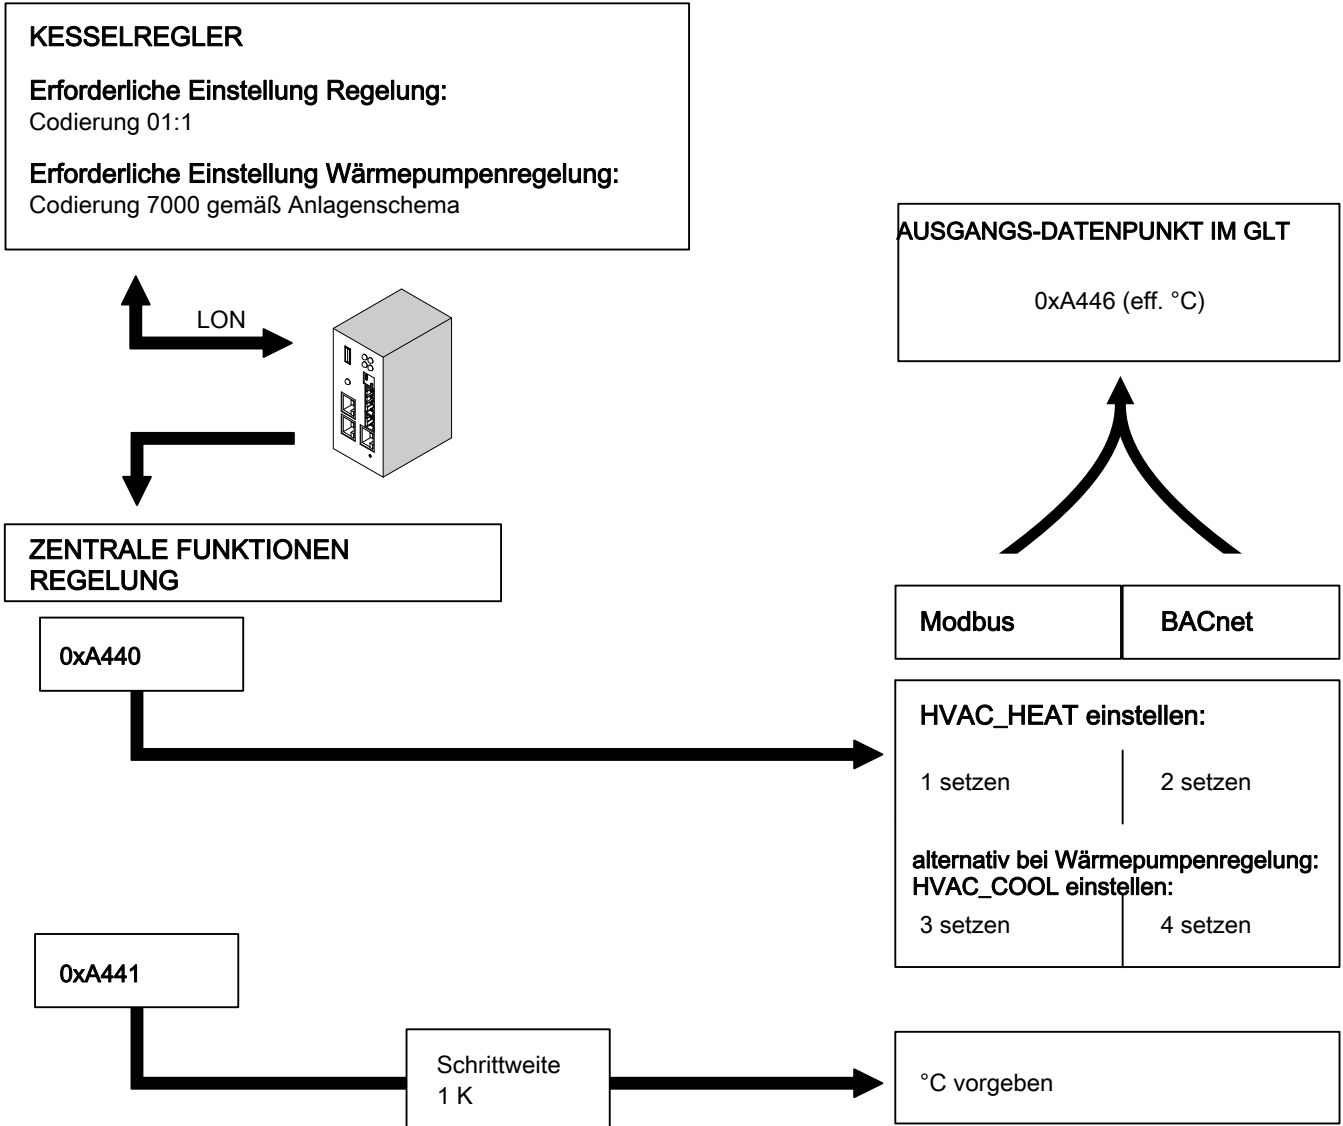 KESSELREGLER
Erforderliche Einstellung Regelung:
Codierung 01:1
Erforderliche Einstellung Wärmepumpenregelung:
Codierung 7000 gemäß Anlagenschema
LON
ZENTRALE FUNKTIONEN
REGELUNG
0xA440
0xA441
Schrittweite
1 K
AUSGANGS-DATENPUNKT IM GLT
0xA446 (eff. °C)
Modbus
BACnet
HVAC_HEAT einstellen:
1 setzen
2 setzen
alternativ bei Wärmepumpenregelung:
HVAC_COOL einstellen:
3 setzen
4 setzen
°C vorgeben